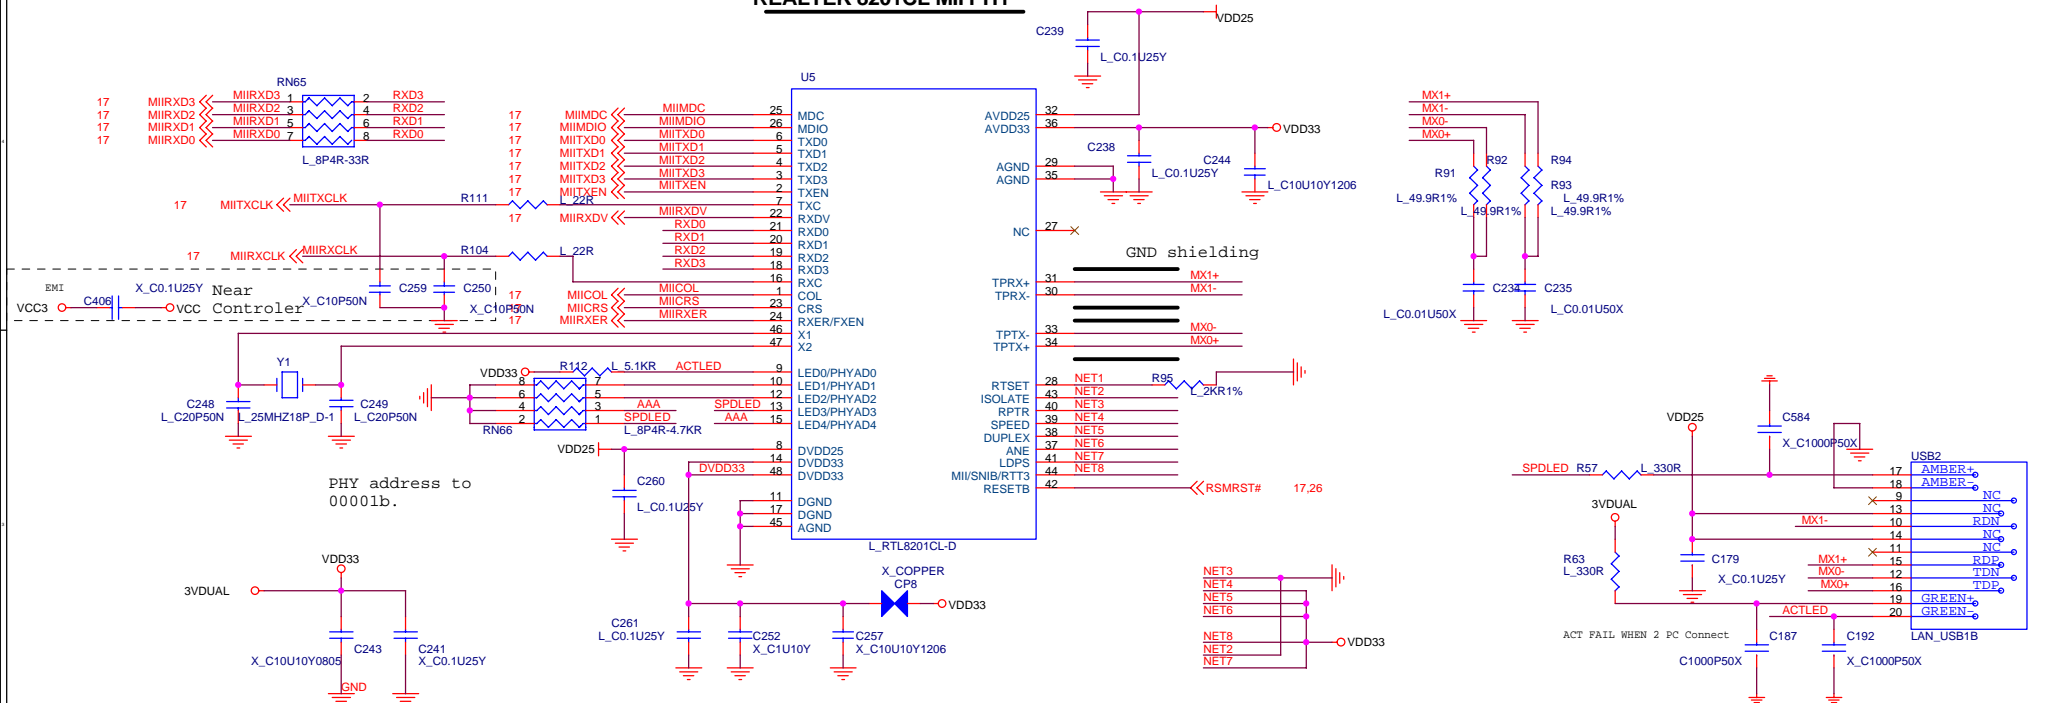 REALTEK 8201CL MII PHY
VDD25
C239
L_C0.1U25Y
RN65
17 MIIRXD3 MIIRXD3 1 2 RXD3
17 MIIRXD2 MIIRXD2 3 4 RXD2
17 MIIRXD1 MIIRXD1 5 6 RXD1
17 MIIRXD0 MIIRXD0 7 8 RXD0
L_8P4R-33R
17 MIIMDC MIIMDC
17 MIIMDIO MIIMDIO
17 MIITXD0 MIITXD0
17 MIITXD1 MIITXD1
17 MIITXD2 MIITXD2
17 MIITXD3 MIITXD3
17 MIITXEN MIITXEN
17 MIITXCLK MIITXCLK R111 L_22R
17 MIIRXDV MIIRXDV
RXD0
RXD1
RXD2
RXD3
17 MIIRXCLK MIIRXCLK R104 L_22R
17 MIICOL MIICOL
17 MIICRS MIICRS
17 MIIRXER MIIRXER
EMI
VCC3 C406 X_C0.1U25Y VCC
Near
Controler
X_C10P50N C259 C250
X_C10P50N
Y1
C248
L_C20P50N
L_25MHZ18P_D-1
C249
L_C20P50N
VDD33 R112 L_5.1KR ACTLED
8 7
6 5
4 3 AAA SPDLED
2 1 SPDLED AAA
RN66 L_8P4R-4.7KR
VDD25
DVDD33
C260
L_C0.1U25Y
PHY address to
00001b.
U5
25 MDC
26 MDIO
6 TXD0
5 TXD1
4 TXD2
3 TXD3
2 TXEN
7 TXC
22 RXDV
21 RXD0
20 RXD1
19 RXD2
18 RXD3
16 RXC
1 COL
23 CRS
24 RXER/FXEN
46 X1
47 X2
9 LED0/PHYAD0
10 LED1/PHYAD1
12 LED2/PHYAD2
13 LED3/PHYAD3
15 LED4/PHYAD4
8 DVDD25
14 DVDD33
48 DVDD33
11 DGND
17 DGND
45 AGND
AVDD25 32
AVDD33 36
AGND 29
AGND 35
NC 27
TPRX+ 31 MX1+
TPRX- 30 MX1-
TPTX- 33 MX0-
TPTX+ 34 MX0+
RTSET 28 NET1
ISOLATE 43 NET2
RPTR 40 NET3
SPEED 39 NET4
DUPLEX 38 NET5
ANE 37 NET6
LDPS 41 NET7
MII/SNIB/RTT3 44 NET8
RESETB 42 RSMRST# 17,26
L_RTL8201CL-D
VDD33
C238
L_C0.1U25Y
C244
L_C10U10Y1206
GND shielding
R95
L_2KR1%
MX1+
MX1-
MX0-
MX0+
R91 R92 R94
R93
L_49.9R1% L_49.9R1%
L_49.9R1% L_49.9R1%
C234 C235
L_C0.01U50X L_C0.01U50X
VDD33
3VDUAL
C243
X_C10U10Y0805
C241
X_C0.1U25Y
GND
C261
L_C0.1U25Y
C252
X_C1U10Y
C257
X_C10U10Y1206
X_COPPER
CP8
VDD33
NET3
NET4
NET5
NET6
NET8
NET2
NET7
VDD33
VDD25
C584
X_C1000P50X
SPDLED R57 L_330R
3VDUAL
R63
L_330R
C179
X_C0.1U25Y
USB2
17 AMBER+
18 AMBER-
9 NC
13 NC
MX1- 10 RDN
14 NC
11 NC
MX1+ 15 RDP
MX0- 12 TDN
MX0+ 16 TDP
19 GREEN+
ACTLED 20 GREEN-
LAN_USB1B
ACT FAIL WHEN 2 PC Connect
C187
C1000P50X
C192
X_C1000P50X